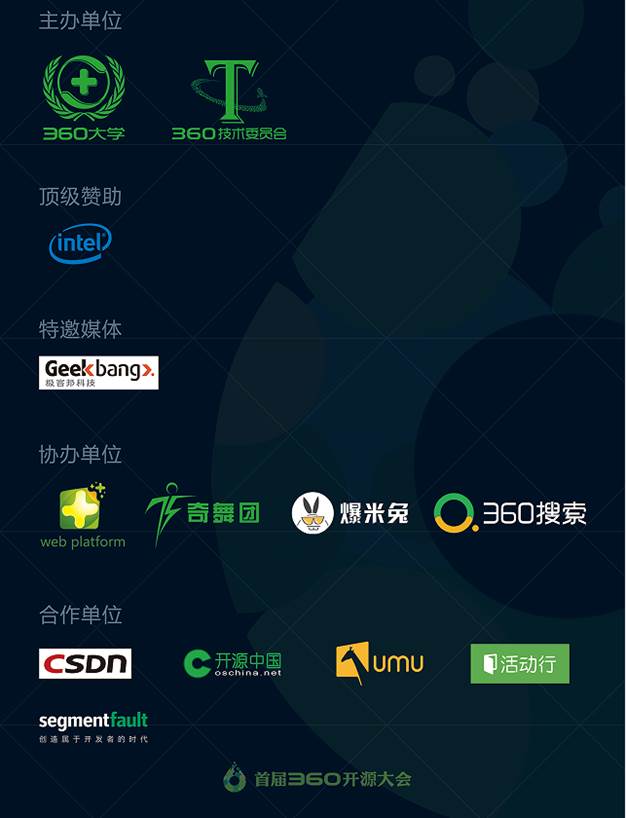 主办单位
360大学
360技术委员会
顶级赞助
intel
特邀媒体
Geekbang>.
极客邦科技
协办单位
web platform
奇舞团
爆米兔
360搜索
合作单位
CSDN
开源中国
oschina.net
umu
活动行
segmentfault
创造属于开发者的时代
首届360开源大会